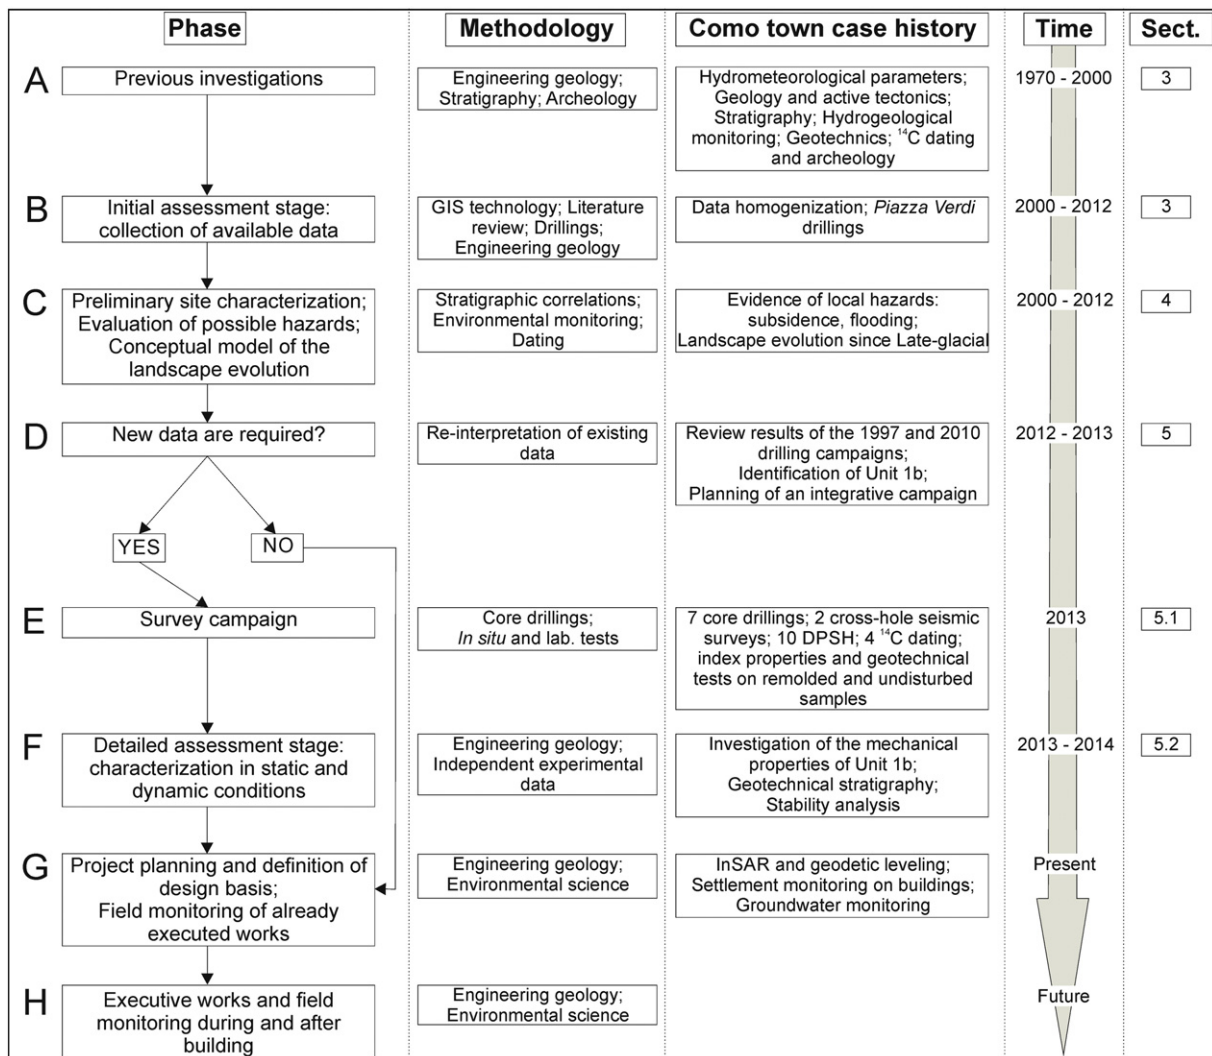 Phase
Methodology
Como town case history
Time
Sect.
A
Previous investigations
Engineering geology;
Stratigraphy; Archeology
Hydrometeorological parameters;
Geology and active tectonics;
Stratigraphy; Hydrogeological
monitoring; Geotechnics; ¹⁴C dating
and archeology
1970 - 2000
3
B
Initial assessment stage:
collection of available data
GIS technology; Literature
review; Drillings;
Engineering geology
Data homogenization; Piazza Verdi
drillings
2000 - 2012
3
C
Preliminary site characterization;
Evaluation of possible hazards;
Conceptual model of the
landscape evolution
Stratigraphic correlations;
Environmental monitoring;
Dating
Evidence of local hazards:
subsidence, flooding;
Landscape evolution since Late-glacial
2000 - 2012
4
D
New data are required?
Re-interpretation of existing
data
Review results of the 1997 and 2010
drilling campaigns;
Identification of Unit 1b;
Planning of an integrative campaign
2012 - 2013
5
YES
NO
E
Survey campaign
Core drillings;
In situ and lab. tests
7 core drillings; 2 cross-hole seismic
surveys; 10 DPSH; 4 ¹⁴C dating;
index properties and geotechnical
tests on remolded and undisturbed
samples
2013
5.1
F
Detailed assessment stage:
characterization in static and
dynamic conditions
Engineering geology;
Independent experimental
data
Investigation of the mechanical
properties of Unit 1b;
Geotechnical stratigraphy;
Stability analysis
2013 - 2014
5.2
G
Project planning and definition of
design basis;
Field monitoring of already
executed works
Engineering geology;
Environmental science
InSAR and geodetic leveling;
Settlement monitoring on buildings;
Groundwater monitoring
Present
H
Executive works and field
monitoring during and after
building
Engineering geology;
Environmental science
Future